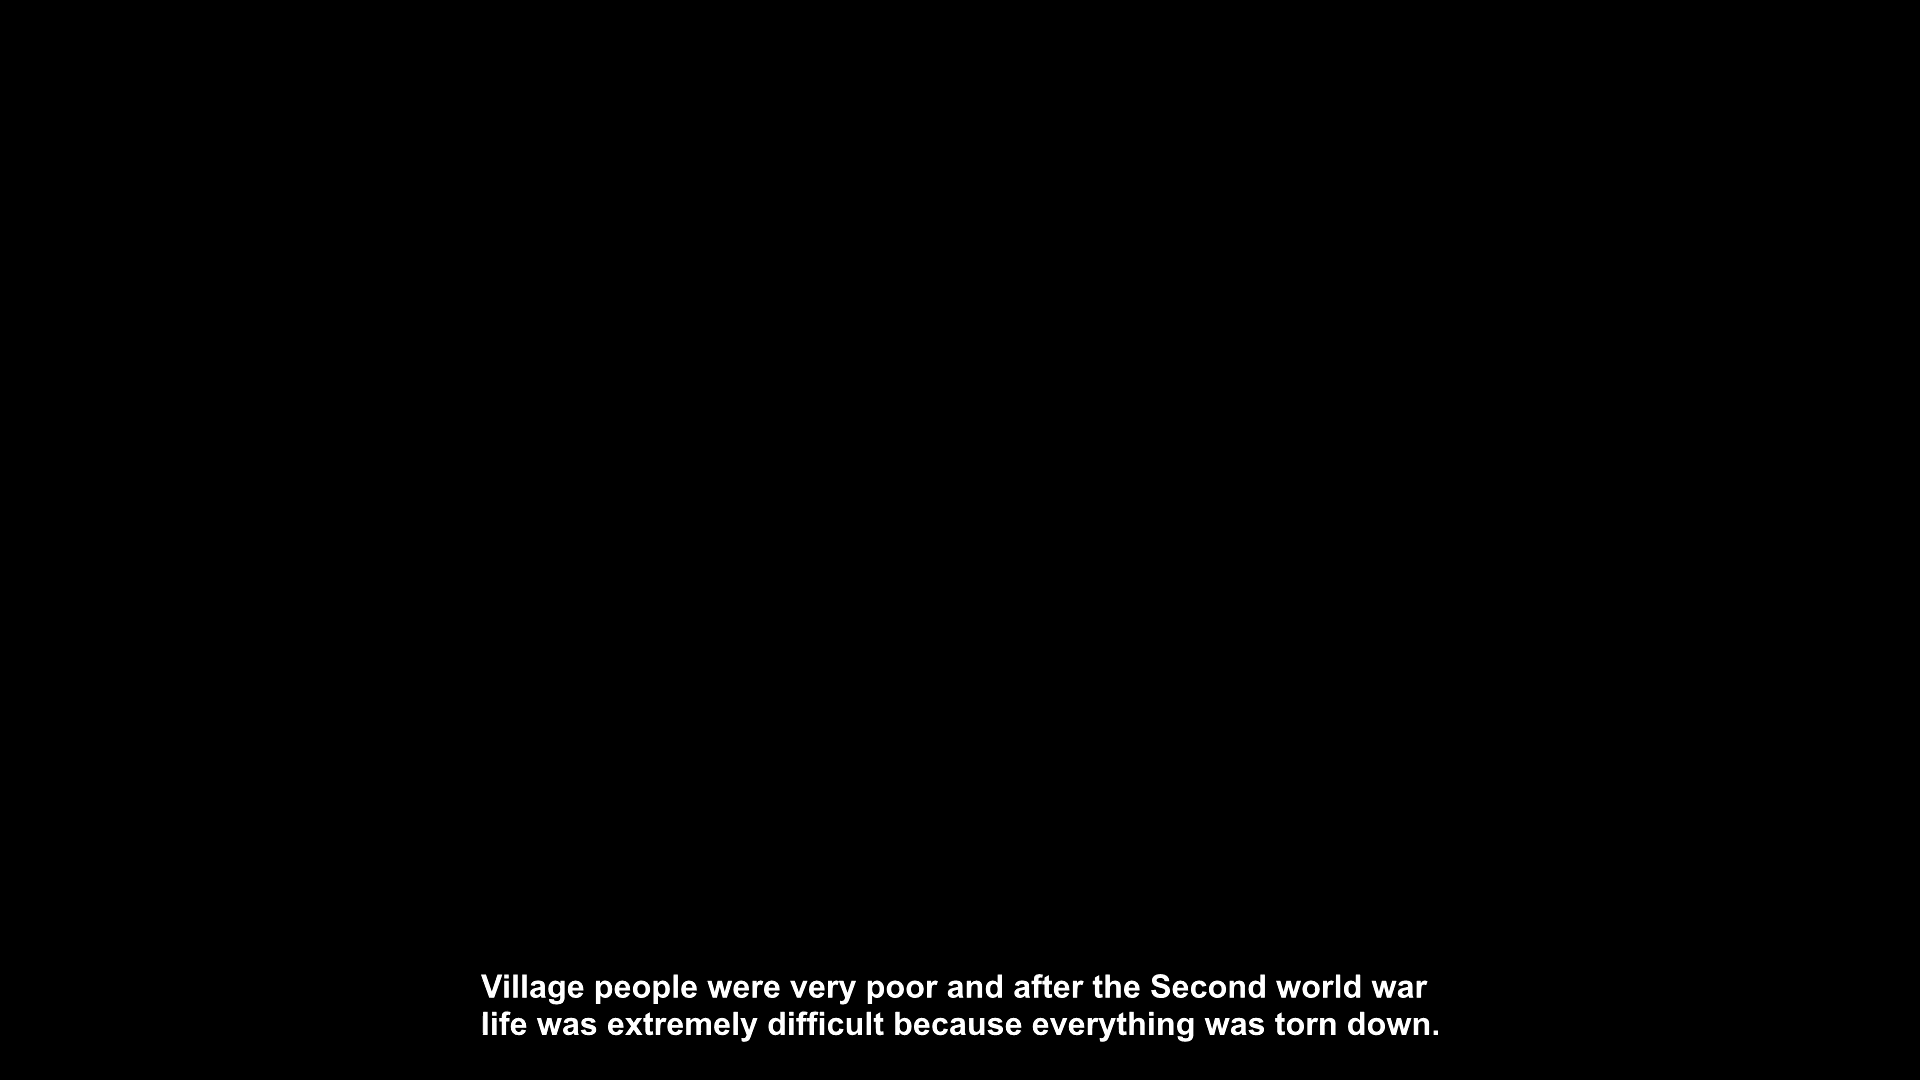 Village people were very poor and after the Second world war
life was extremely difficult because everything was torn down.